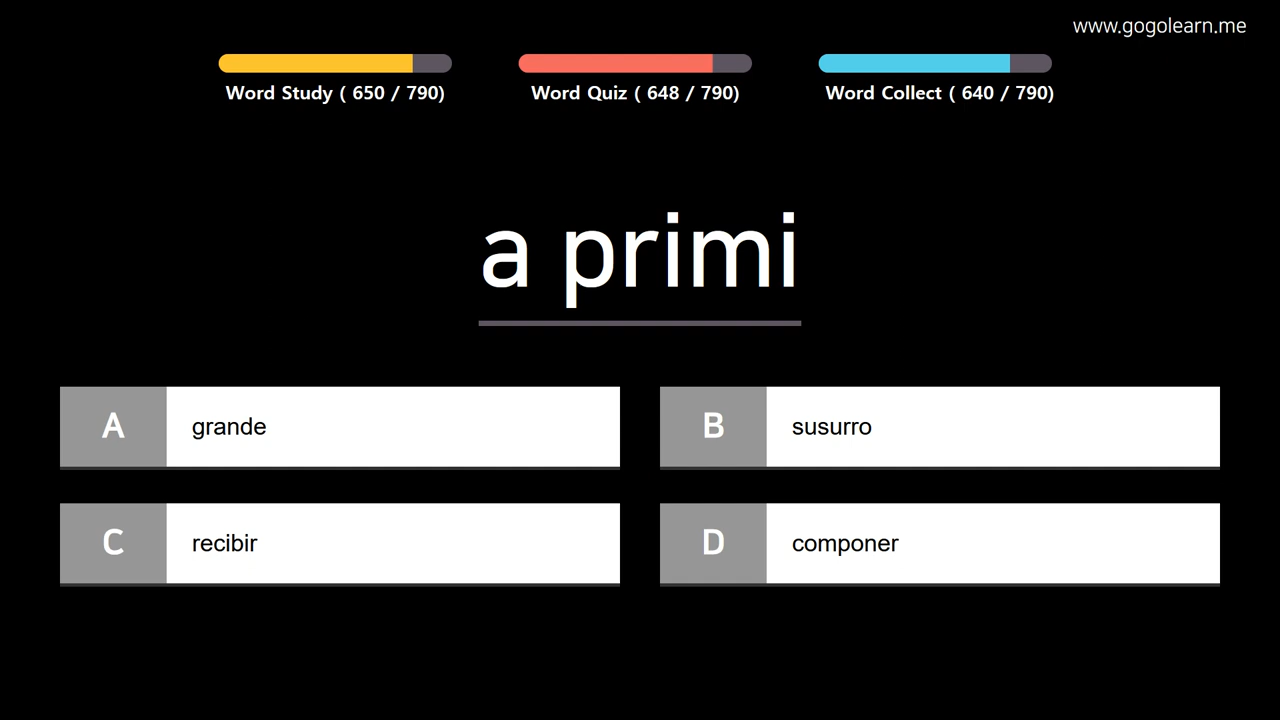 www.gogolearn.me
Word Study ( 650 / 790)
Word Quiz ( 648 / 790)
Word Collect ( 640 / 790)
a primi
A grande
B susurro
C recibir
D componer